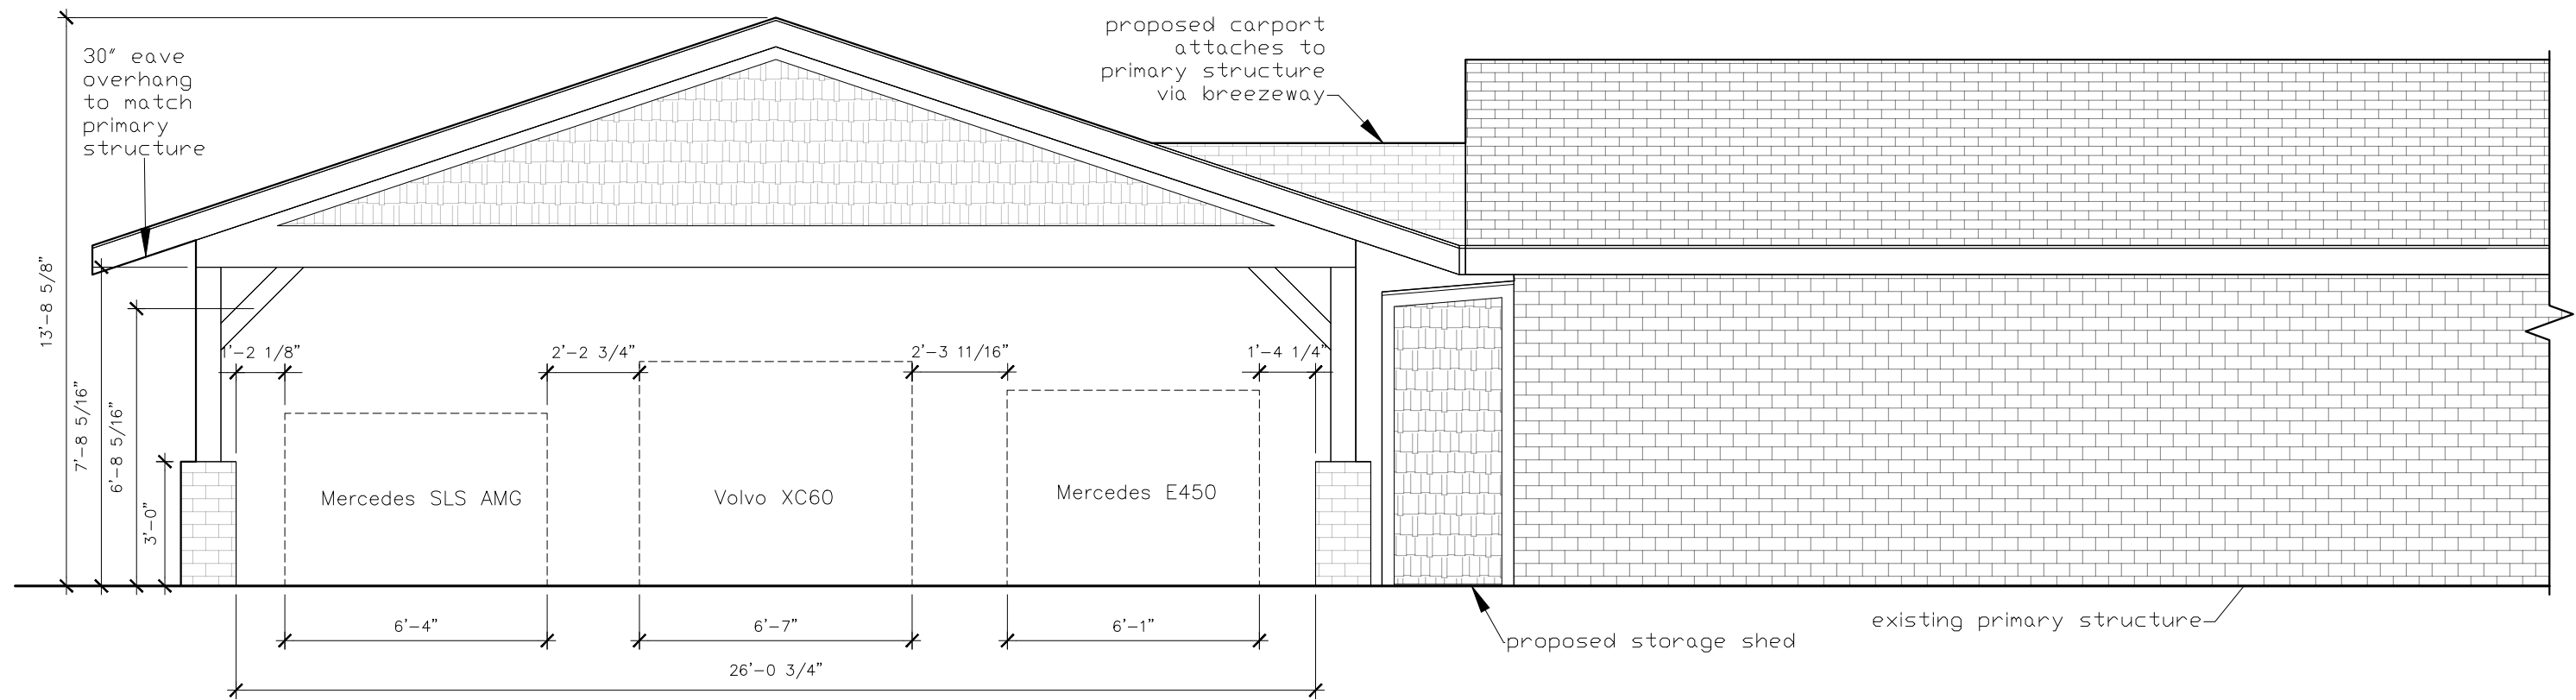 30" eave
overhang
to match
primary
structure
proposed carport
attaches to
primary structure
via breezeway
13'-8 5/8"
7'-8 5/16"
6'-8 5/16"
3'-0"
1'-2 1/8"
2'-2 3/4"
2'-3 11/16"
1'-4 1/4"
Mercedes SLS AMG
Volvo XC60
Mercedes E450
6'-4"
6'-7"
6'-1"
26'-0 3/4"
proposed storage shed
existing primary structure